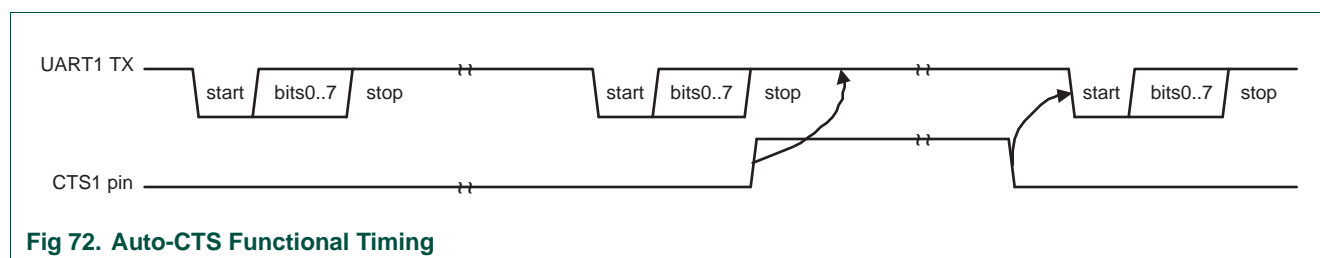 UART1 TX
start bits0..7 stop start bits0..7 stop start bits0..7 stop
CTS1 pin
Fig 72. Auto-CTS Functional Timing